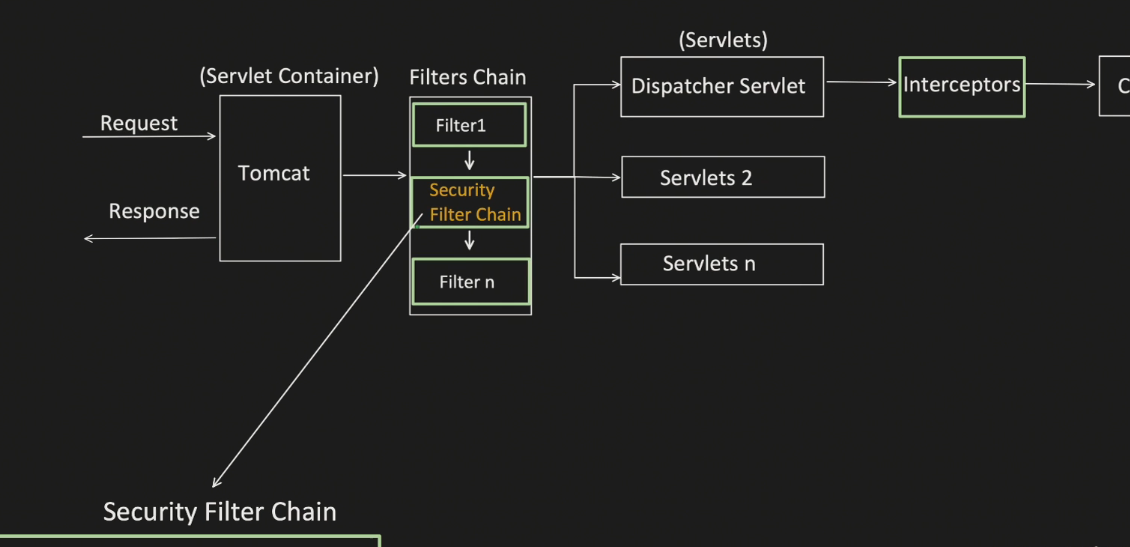 (Servlets)
(Servlet Container)
Filters Chain
Dispatcher Servlet
Interceptors
C
Request
Filter1
Tomcat
Security
Filter Chain
Servlets 2
Response
Servlets n
Filter n
Security Filter Chain